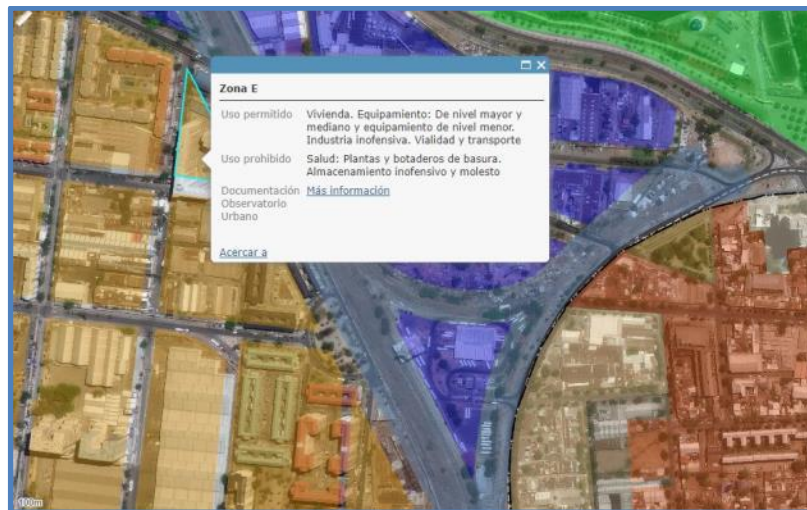 Zona E
Uso permitido Vivienda. Equipamiento: De nivel mayor y
mediano y equipamiento de nivel menor.
Industria inofensiva. Vialidad y transporte
Uso prohibido Salud: Plantas y botaderos de basura.
Almacenamiento inofensivo y molesto
Documentación Más información
Observatorio
Urbano
Acercar a
100m